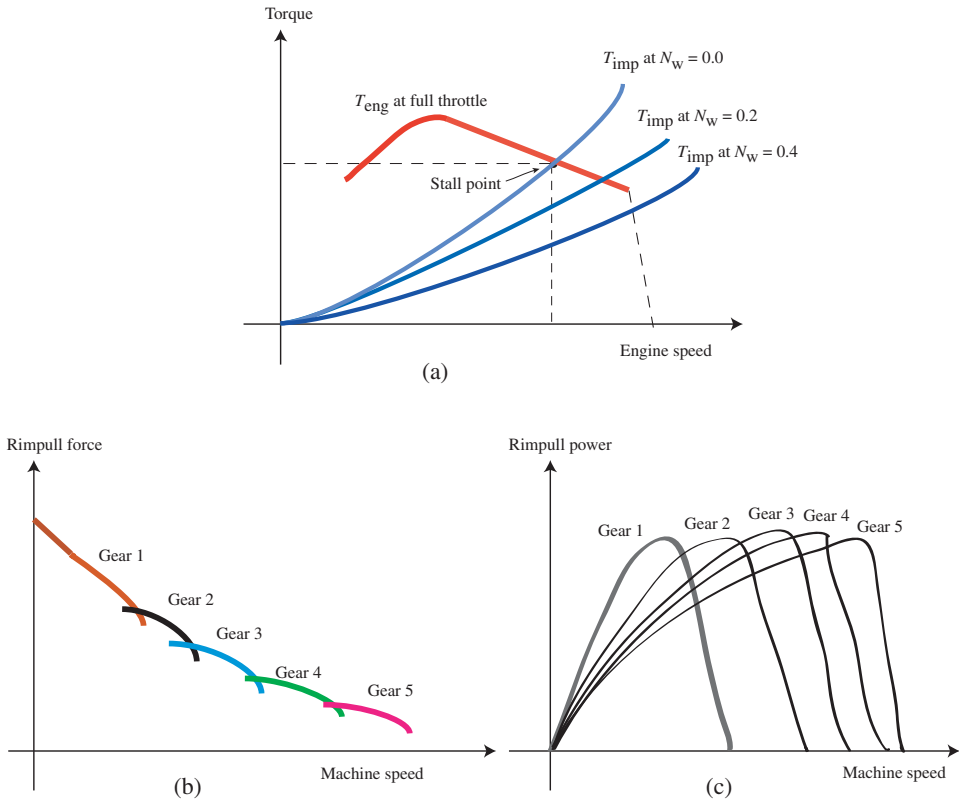 Torque
T_imp at N_w = 0.0
T_eng at full throttle
T_imp at N_w = 0.2
T_imp at N_w = 0.4
Stall point
Engine speed
(a)
Rimpull force
Gear 1
Gear 2
Gear 3
Gear 4
Gear 5
Machine speed
(b)
Rimpull power
Gear 1
Gear 2
Gear 3
Gear 4
Gear 5
Machine speed
(c)